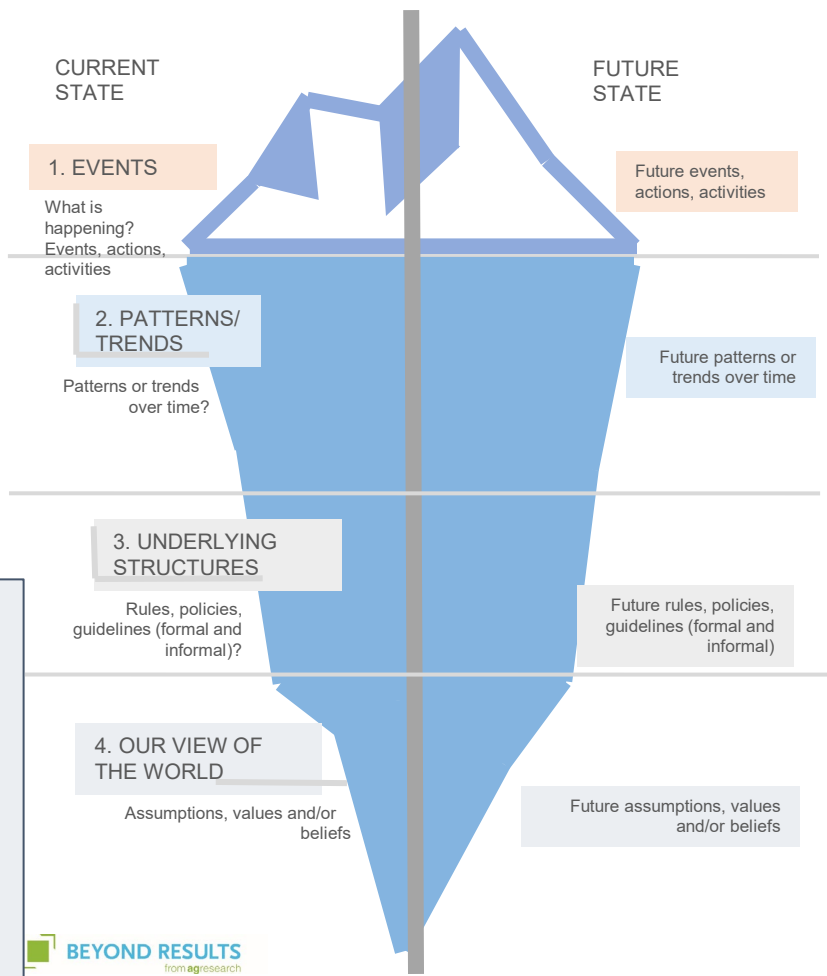 CURRENT
STATE
FUTURE
STATE
1. EVENTS
What is
happening?
Events, actions,
activities
Future events,
actions, activities
2. PATTERNS/
TRENDS
Patterns or trends
over time?
Future patterns or
trends over time
3. UNDERLYING
STRUCTURES
Rules, policies,
guidelines (formal and
informal)?
Future rules, policies,
guidelines (formal and
informal)
4. OUR VIEW OF
THE WORLD
Assumptions, values and/or
beliefs
Future assumptions, values
and/or beliefs
BEYOND RESULTS
from agresearch